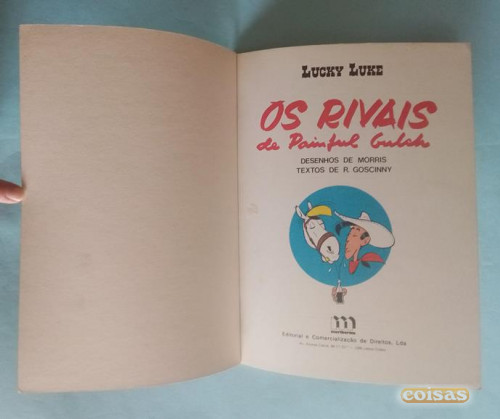 LUCKY LUKE
OS RIVAIS
de Painful Gulch
DESENHOS DE MORRIS
TEXTOS DE R. GOSCINNY
m
Editorial e Comercialização de Direitos, Lda
coisas